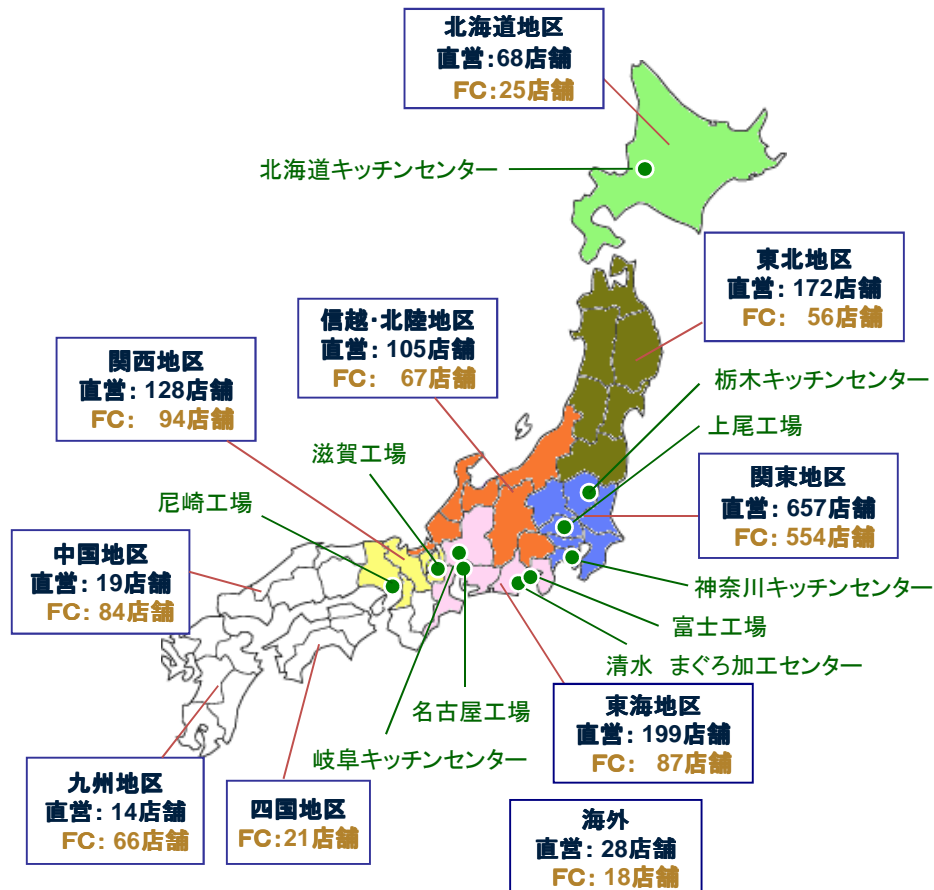 北海道地区
直営:68店舗
FC:25店舗
北海道キッチンセンター
東北地区
直営: 172店舗
FC: 56店舗
信越・北陸地区
直営: 105店舗
FC: 67店舗
関西地区
直営: 128店舗
FC: 94店舗
栃木キッチンセンター
上尾工場
滋賀工場
関東地区
直営: 657店舗
FC: 554店舗
尼崎工場
中国地区
直営: 19店舗
FC: 84店舗
神奈川キッチンセンター
富士工場
清水 まぐろ加工センター
東海地区
直営: 199店舗
FC: 87店舗
名古屋工場
岐阜キッチンセンター
九州地区
直営: 14店舗
FC: 66店舗
四国地区
FC:21店舗
海外
直営: 28店舗
FC: 18店舗